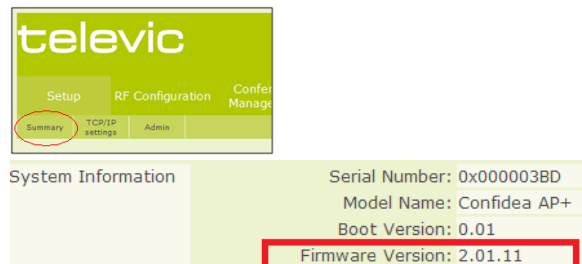 televic
Setup RF Configuration
Summary TCP/IP settings Admin
System Information Serial Number: 0x000003BD
Model Name: Confidea AP+
Boot Version: 0.01
Firmware Version: 2.01.11